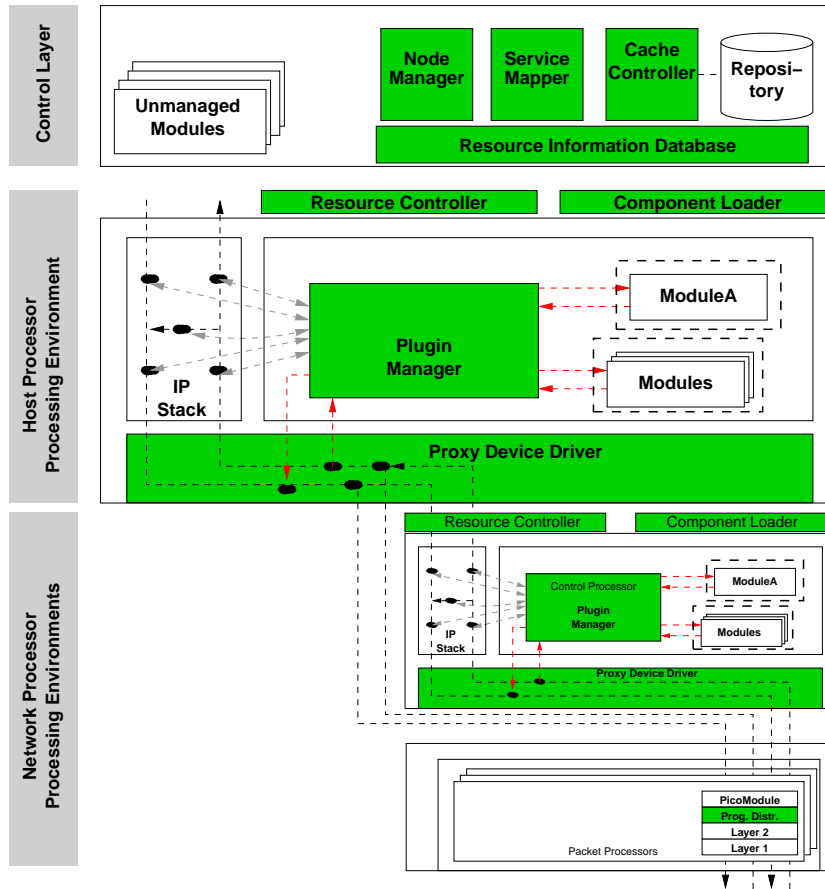 Control Layer
Unmanaged
Modules
Node
Manager
Service
Mapper
Cache
Controller
Reposi–
tory
Resource Information Database
Host Processor
Processing Environment
Resource Controller
Component Loader
IP
Stack
Plugin
Manager
ModuleA
Modules
Proxy Device Driver
Network Processor
Processing Environments
Resource Controller
Component Loader
IP
Stack
Control Processor
Plugin
Manager
ModuleA
Modules
Proxy Device Driver
PicoModule
Prog. Distr.
Layer 2
Layer 1
Packet Processors